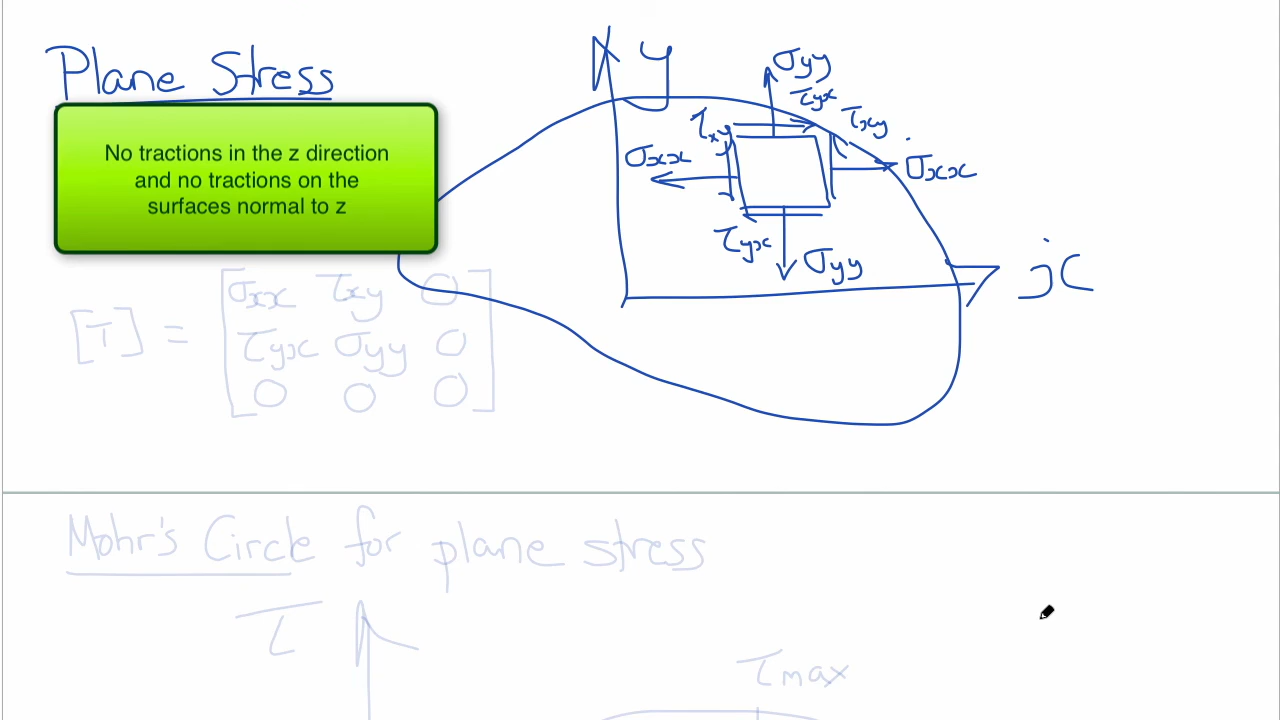 Plane Stress
No tractions in the z direction
and no tractions on the
surfaces normal to z
y
σyy
τyx
τxy
τxy
σxx
σxx
τyx
σyy
x
[T] = [σxx τxy 0
τyx σyy 0
0 0 0]
Mohr's Circle for plane stress
τ
τmax